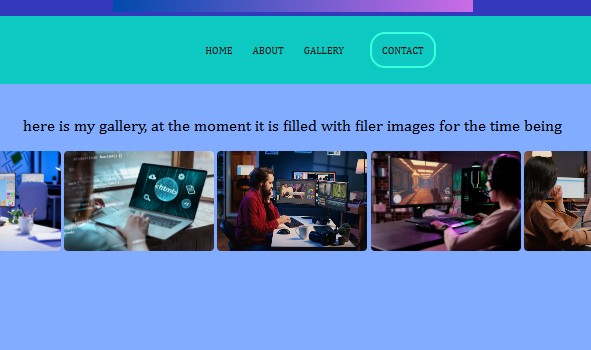 HOME ABOUT GALLERY CONTACT
here is my gallery, at the moment it is filled with filer images for the time being
<html>